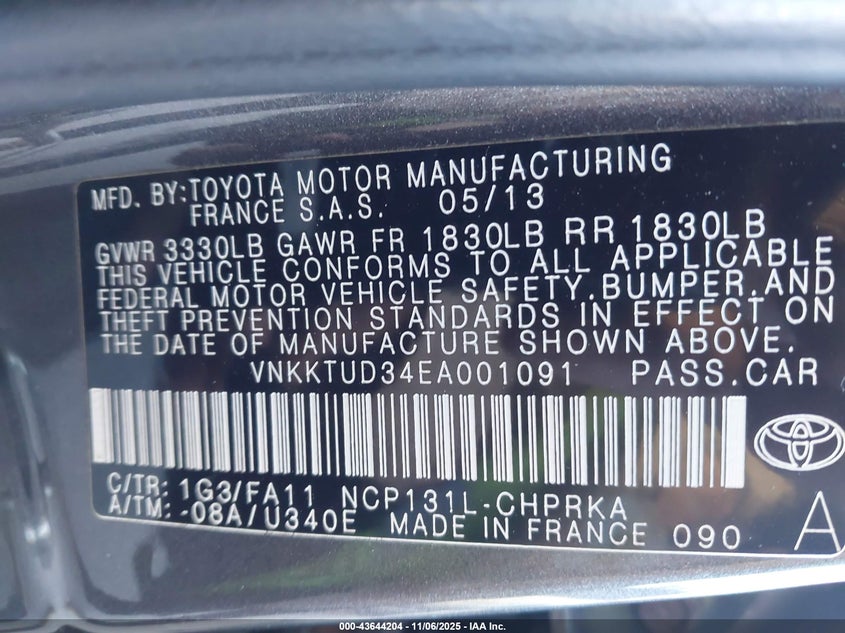 MFD. BY:TOYOTA MOTOR MANUFACTURING
FRANCE S.A.S. 05/13
GVWR 3330LB GAWR FR 1830LB RR 1830LB
THIS VEHICLE CONFORMS TO ALL APPLICABLE
FEDERAL MOTOR VEHICLE SAFETY,BUMPER,AND
THEFT PREVENTION STANDARDS IN EFFECT ON
THE DATE OF MANUFACTURE SHOWN ABOVE.
VNKKTUD34EA001091 PASS.CAR
C/TR: 1G3/FA11 NCP131L-CHPRKA
A/TM: -08A/U340E MADE IN FRANCE 090 A
000-43644204 - 11/06/2025 - IAA Inc.